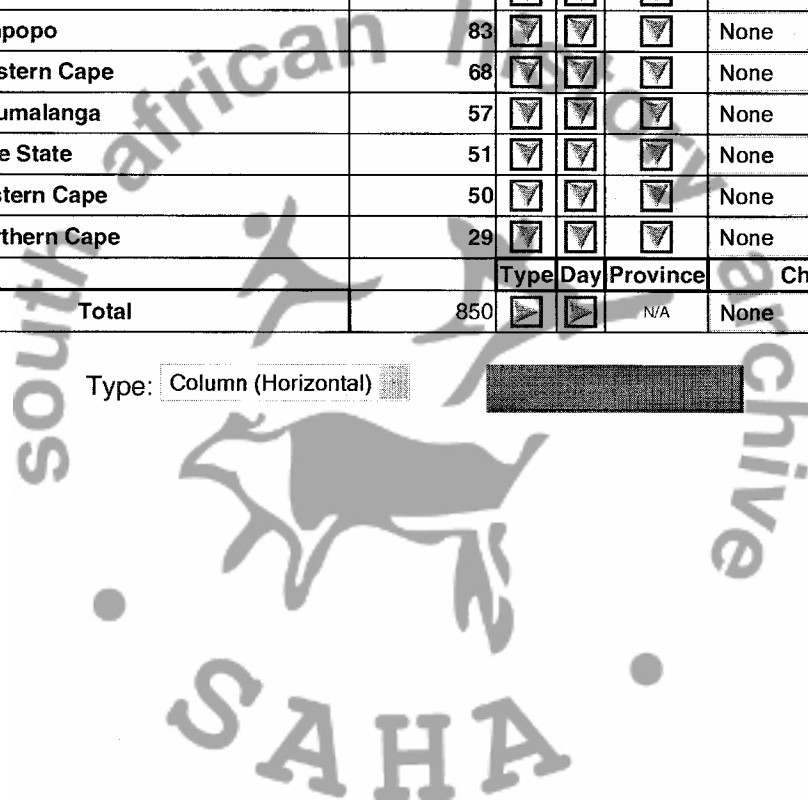 popo 83 None
stern Cape 68 None
umalanga 57 None
e State 51 None
stern Cape 50 None
thern Cape 29 None
Type Day Province Ch
Total 850 N/A None
Type: Column (Horizontal)
south african history archive
SAHA